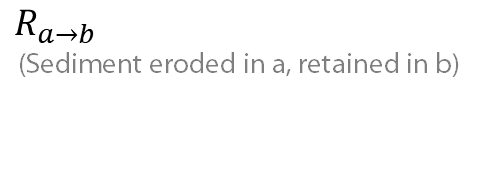 R_{a→b}
(Sediment eroded in a, retained in b)